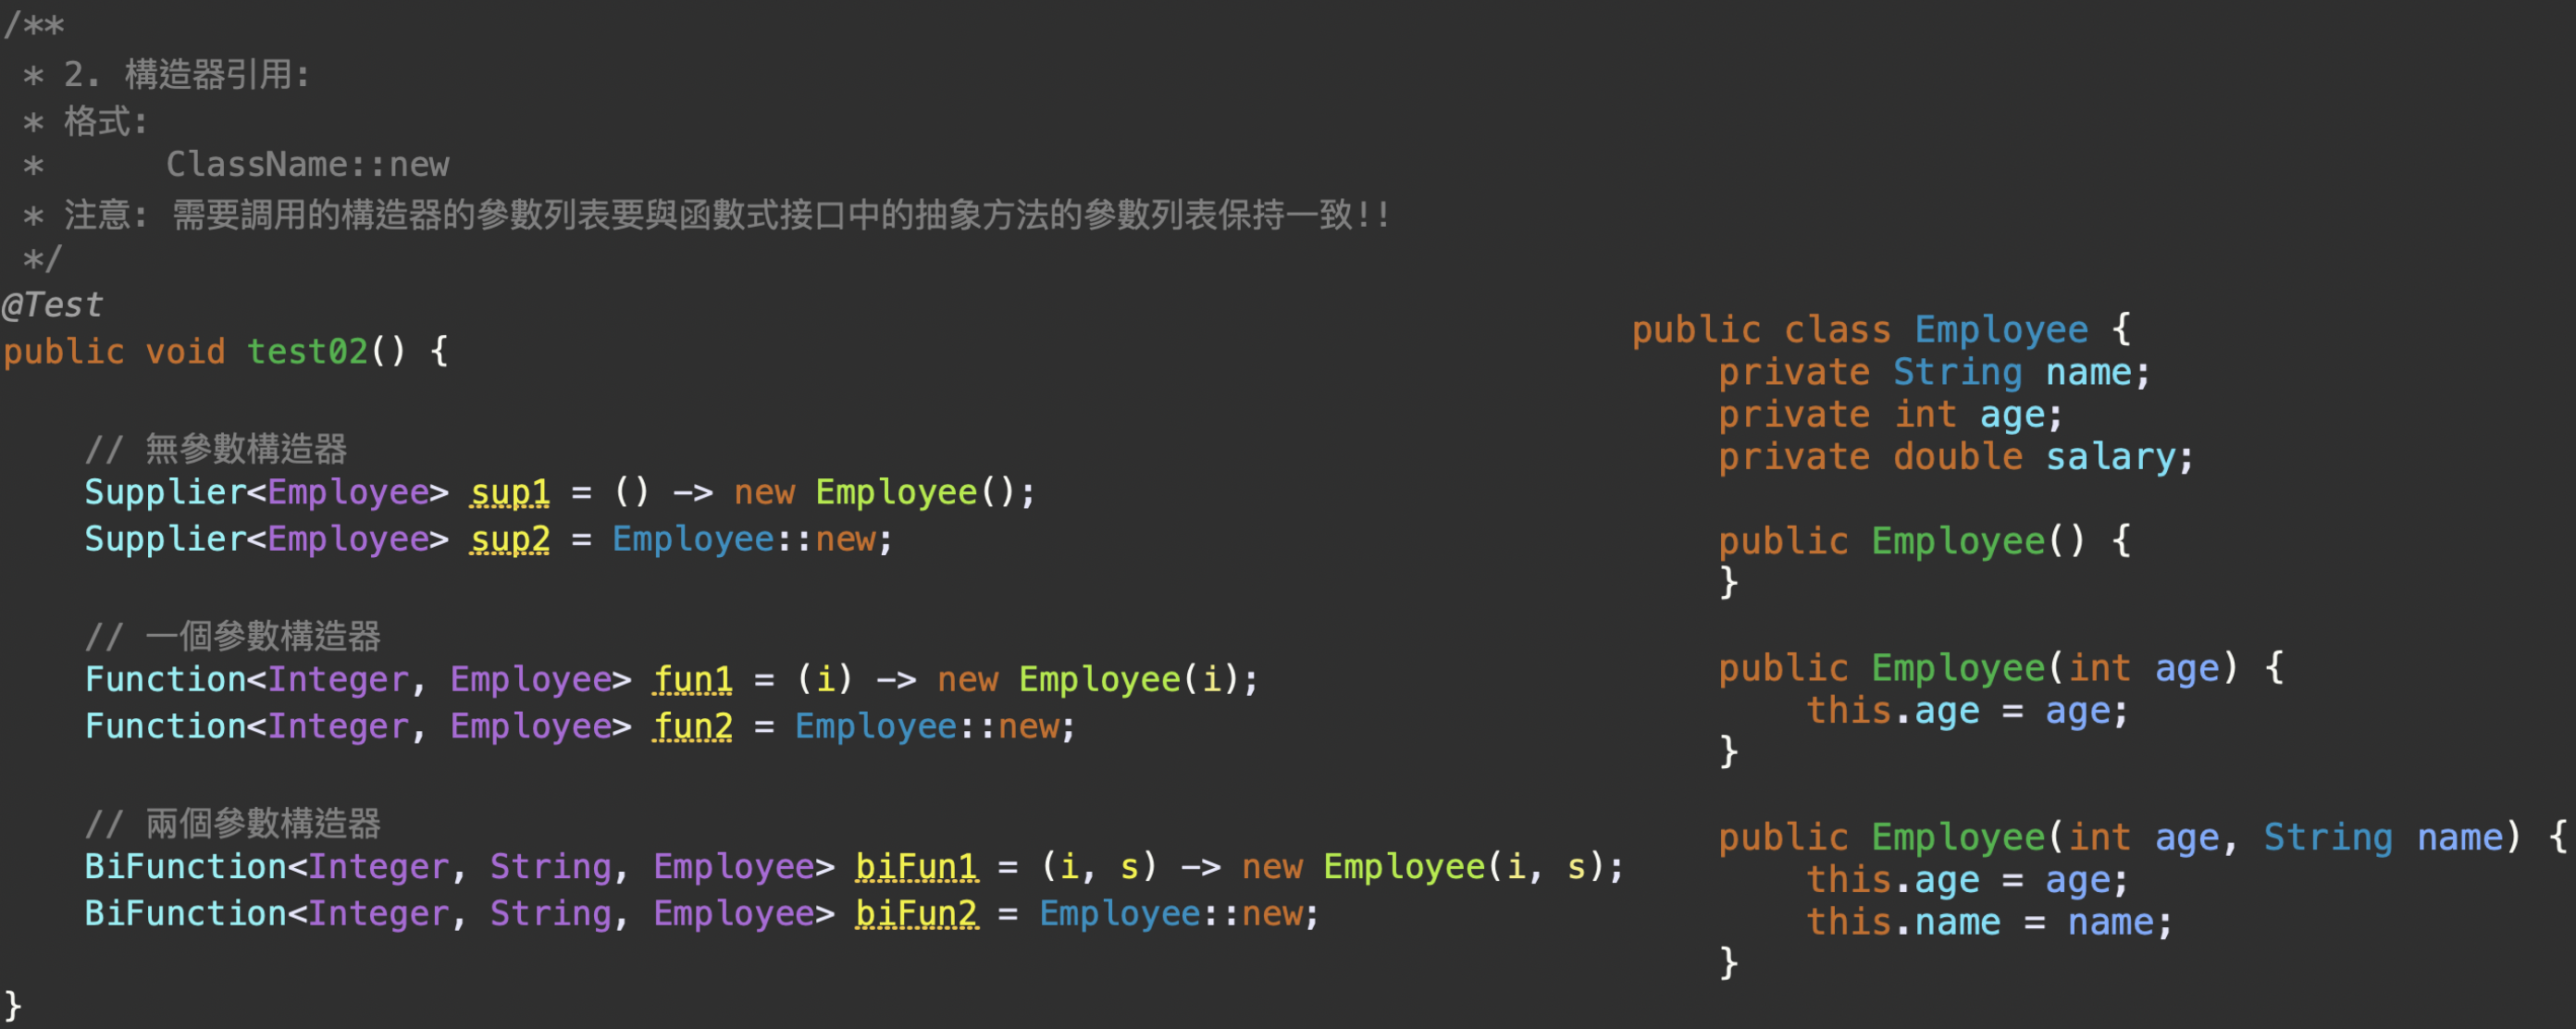 /**
 * 2. 構造器引用:
 * 格式:
 *      ClassName::new
 * 注意: 需要調用的構造器的參數列表要與函數式接口中的抽象方法的參數列表保持一致!!
 */
@Test
public void test02() {
    // 無參數構造器
    Supplier<Employee> sup1 = () -> new Employee();
    Supplier<Employee> sup2 = Employee::new;
    // 一個參數構造器
    Function<Integer, Employee> fun1 = (i) -> new Employee(i);
    Function<Integer, Employee> fun2 = Employee::new;
    // 兩個參數構造器
    BiFunction<Integer, String, Employee> biFun1 = (i, s) -> new Employee(i, s);
    BiFunction<Integer, String, Employee> biFun2 = Employee::new;
}
public class Employee {
    private String name;
    private int age;
    private double salary;
    public Employee() {
    }
    public Employee(int age) {
        this.age = age;
    }
    public Employee(int age, String name) {
        this.age = age;
        this.name = name;
    }